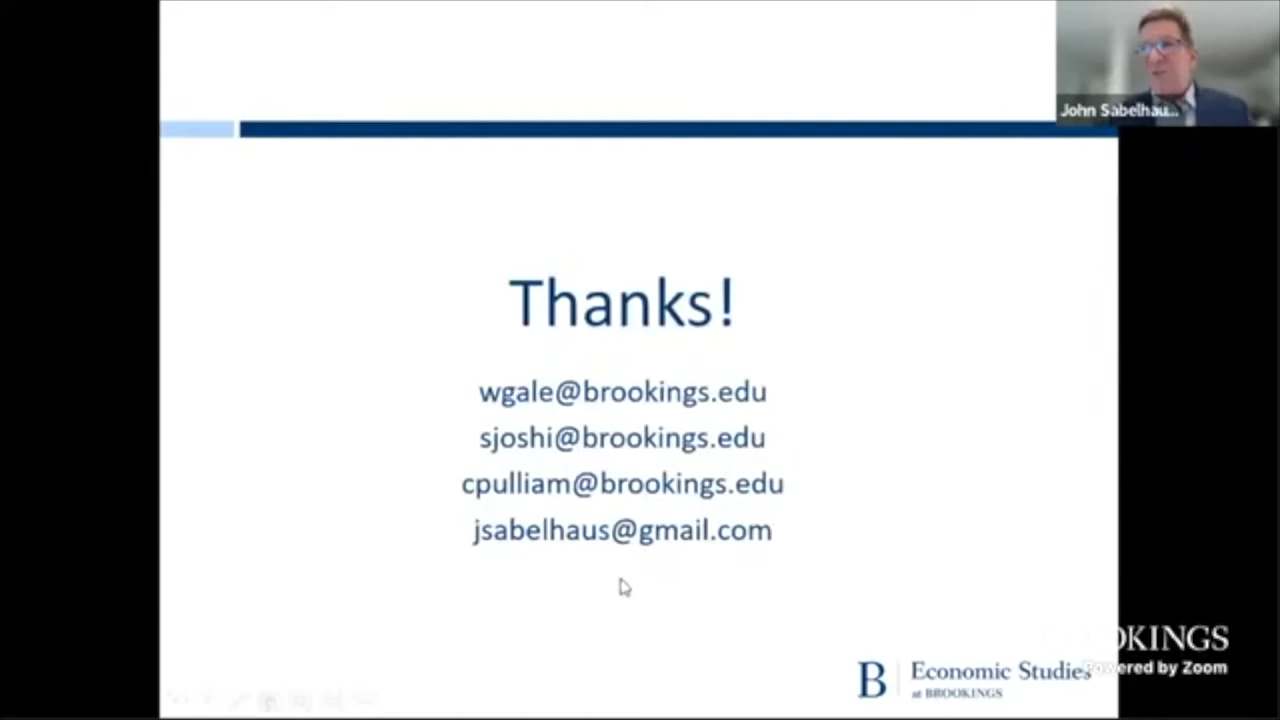 John Sabelhau...
Thanks!
wgale@brookings.edu
sjoshi@brookings.edu
cpulliam@brookings.edu
jsabelhaus@gmail.com
OKINGS
Powered by Zoom
B Economic Studies
at BROOKINGS